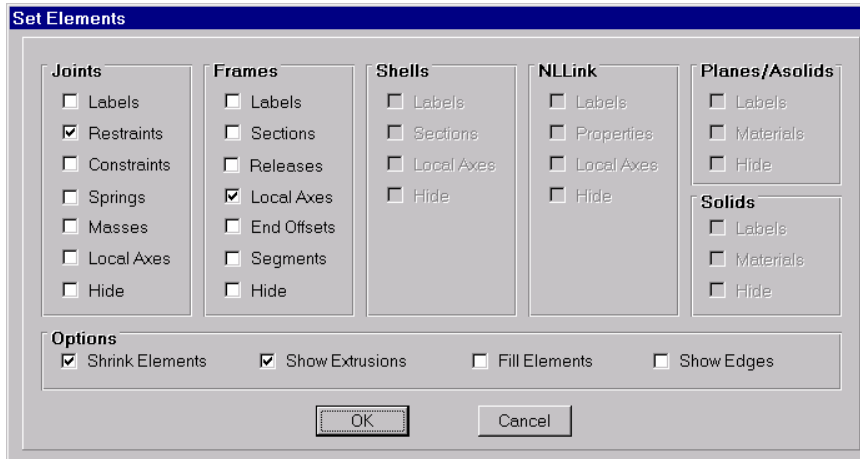 Set Elements
Joints
Labels
Restraints
Constraints
Springs
Masses
Local Axes
Hide
Frames
Labels
Sections
Releases
Local Axes
End Offsets
Segments
Hide
Shells
Labels
Sections
Local Axes
Hide
NLLink
Labels
Properties
Local Axes
Hide
Planes/Asolids
Labels
Materials
Hide
Solids
Labels
Materials
Hide
Options
Shrink Elements
Show Extrusions
Fill Elements
Show Edges
OK
Cancel